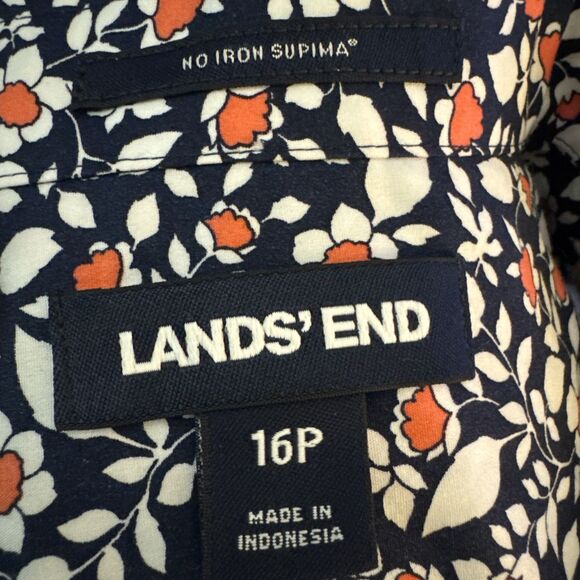 NO IRON SUPIMA®
LANDS' END
16P
MADE IN
INDONESIA